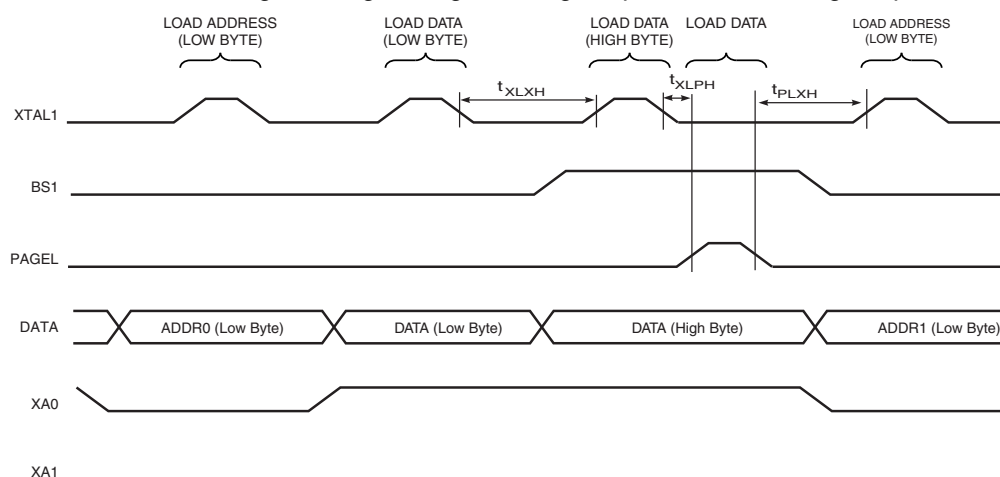 LOAD ADDRESS
(LOW BYTE)
LOAD DATA
(LOW BYTE)
LOAD DATA
(HIGH BYTE)
LOAD DATA
LOAD ADDRESS
(LOW BYTE)
tXLXH
tXLPH
tPLXH
XTAL1
BS1
PAGEL
DATA
ADDR0 (Low Byte)
DATA (Low Byte)
DATA (High Byte)
ADDR1 (Low Byte)
XA0
XA1